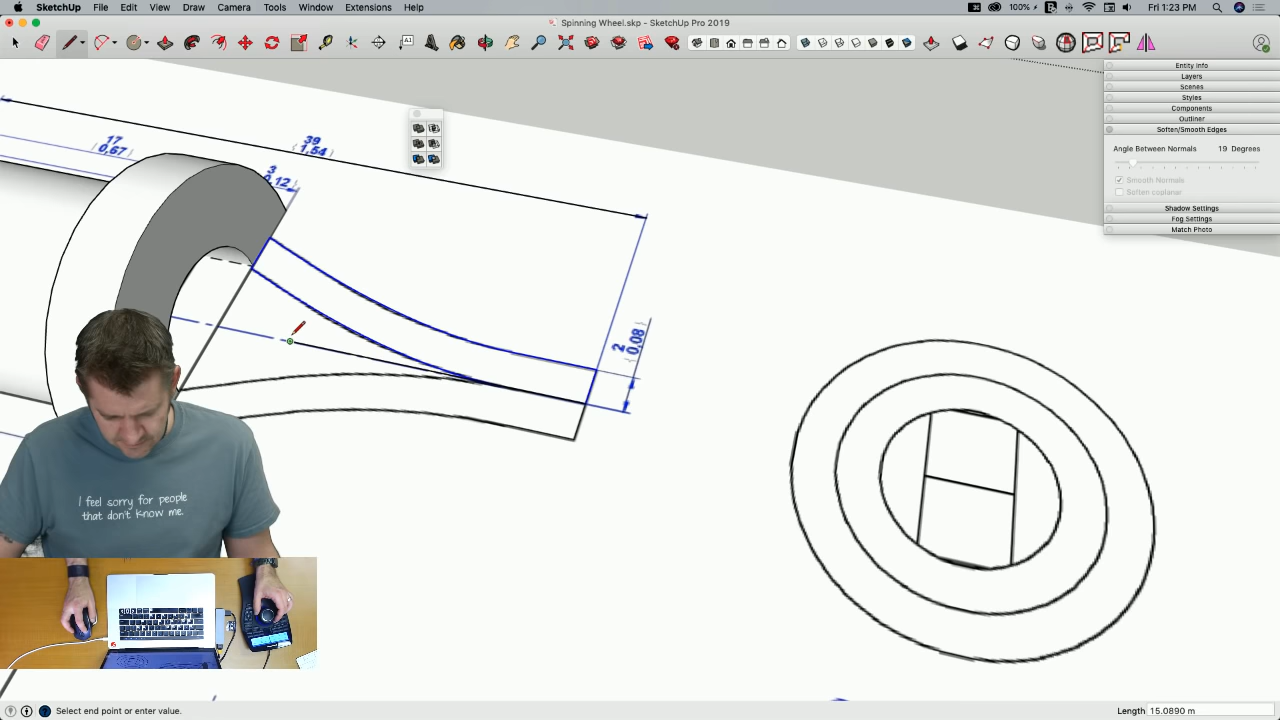 SketchUp File Edit View Draw Camera Tools Window Extensions Help
100% Fri 1:23 PM
Spinning Wheel.skp - SketchUp Pro 2019
Entity Info
Layers
Scenes
Styles
Components
Outliner
Soften/Smooth Edges
Angle Between Normals 19 Degrees
Smooth Normals
Soften coplanar
Shadow Settings
Fog Settings
Match Photo
17
0,67
39
1,54
3
0,12
2
0,08
I feel sorry for people
that don't know me.
Select end point or enter value.
Length 15.0890 m